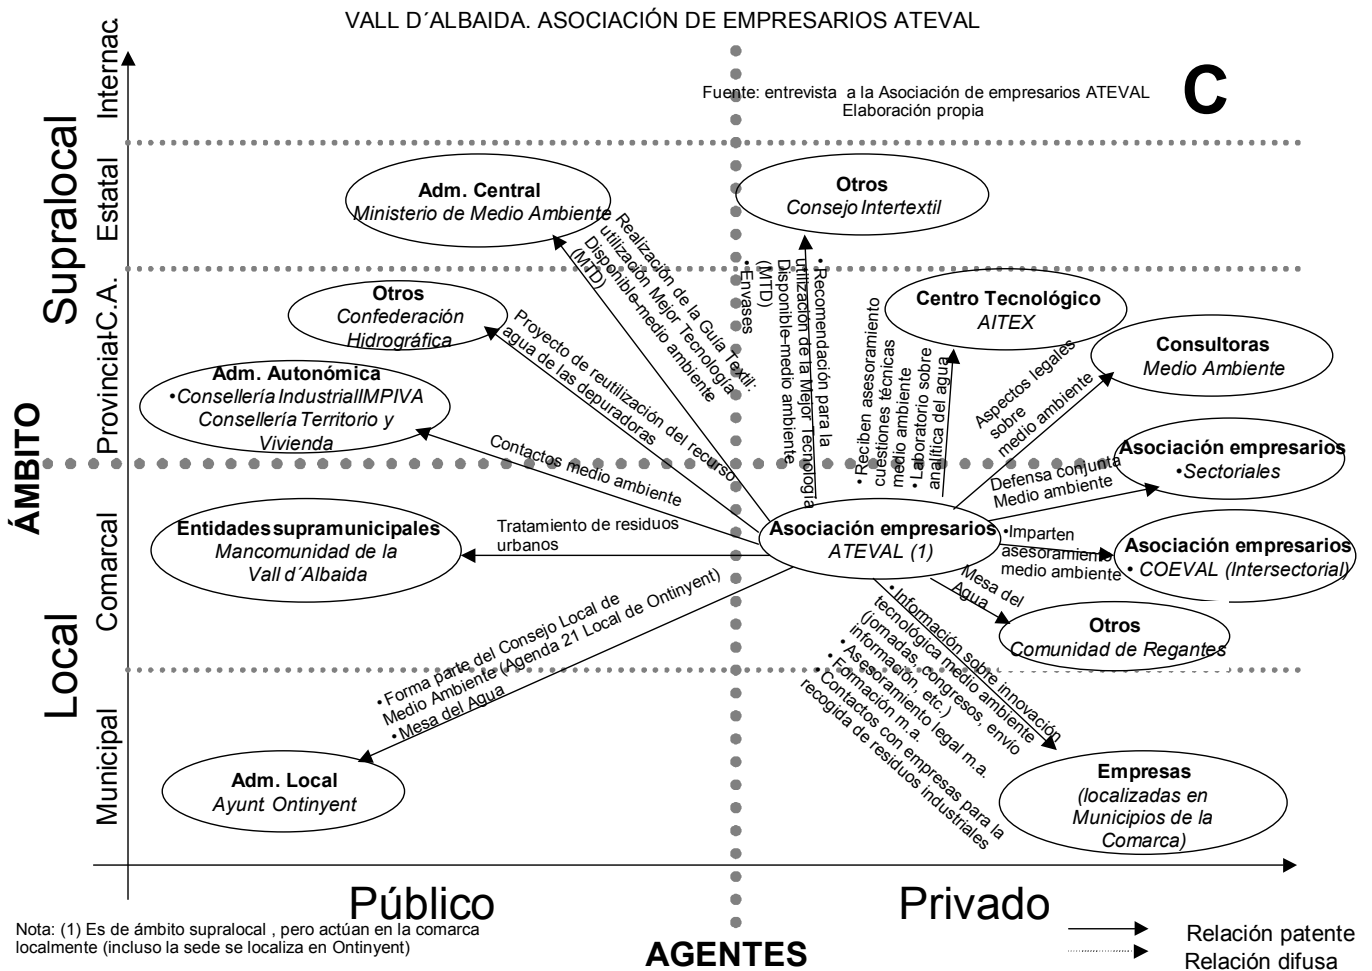 VALL D´ALBAIDA. ASOCIACIÓN DE EMPRESARIOS ATEVAL
C
Fuente: entrevista a la Asociación de empresarios ATEVAL
Elaboración propia
ÁMBITO
Supralocal
Local
Internac.
Estatal
Provincial-C.A.
Comarcal
Municipal
Adm. Central
Ministerio de Medio Ambiente
Otros
Consejo Intertextil
Otros
Confederación
Hidrográfica
Centro Tecnológico
AITEX
Consultoras
Medio Ambiente
Adm. Autonómica
•Consellería IndustrialIMPIVA
Consellería Territorio y
Vivienda
Asociación empresarios
•Sectoriales
Entidades supramunicipales
Mancomunidad de la
Vall d´Albaida
Asociación empresarios
ATEVAL (1)
Asociación empresarios
• COEVAL (Intersectorial)
Otros
Comunidad de Regantes
Adm. Local
Ayunt Ontinyent
Empresas
(localizadas en
Municipios de la
Comarca)
Realización de la Guía Textil:
utilización Mejor Tecnología
Disponible-medio ambiente
(MTD)
Proyecto de reutilización del recurso
agua de las depuradoras
Contactos medio ambiente
Tratamiento de residuos
urbanos
• Forma parte del Consejo Local de
Medio Ambiente (Agenda 21 Local de Ontinyent)
• Mesa del Agua
• Recomendación para la
utilización de la Mejor Tecnología
Disponible-medio ambiente
(MTD)
• Envases
• Reciben asesoramiento
cuestiones técnicas
medio ambiente
• Laboratorio sobre
analítica del agua
Aspectos legales
sobre
medio ambiente
Defensa conjunta
Medio ambiente
•Imparten
asesoramiento
medio ambiente
Mesa del
Agua
• Información sobre innovación
tecnológica medio ambiente
(jornadas, congresos, envío
información, etc.)
• Asesoramiento legal m.a.
• Formación m.a.
• Contactos con empresas para la
recogida de residuos industriales
Público
Privado
AGENTES
Nota: (1) Es de ámbito supralocal , pero actúan en la comarca
localmente (incluso la sede se localiza en Ontinyent)
Relación patente
Relación difusa